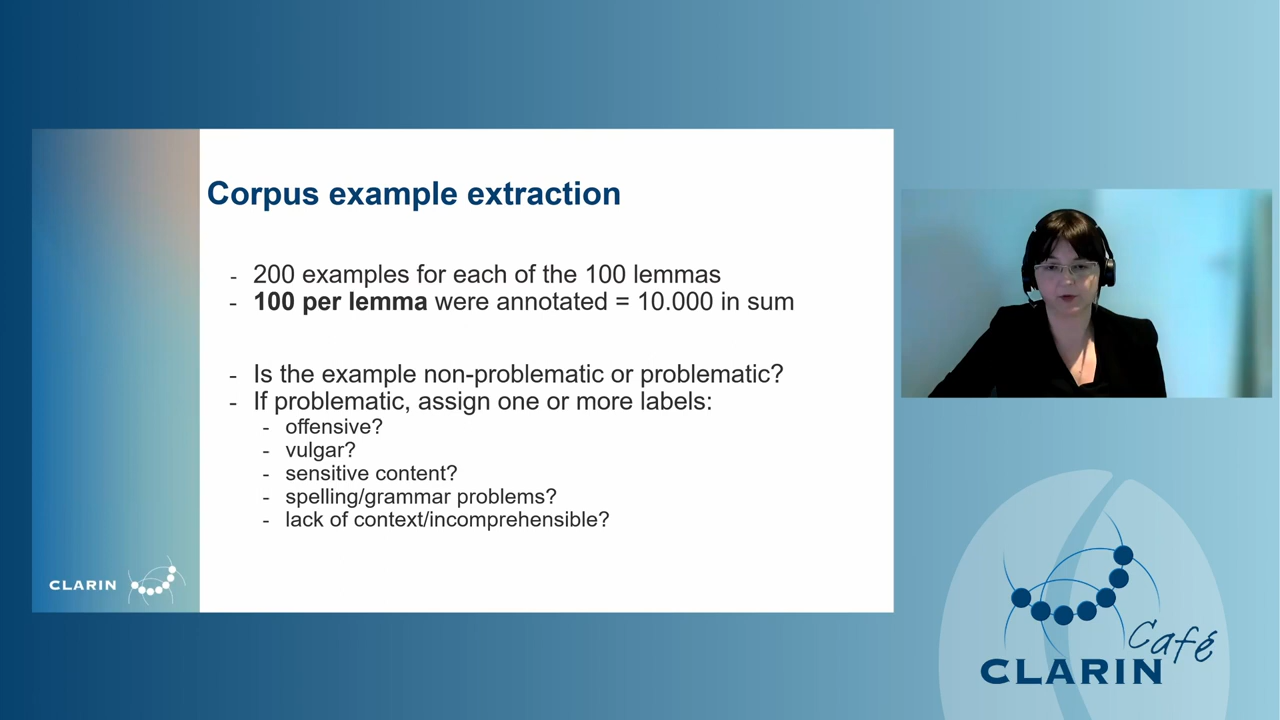 Corpus example extraction
- 200 examples for each of the 100 lemmas
- 100 per lemma were annotated = 10.000 in sum
- Is the example non-problematic or problematic?
- If problematic, assign one or more labels:
- offensive?
- vulgar?
- sensitive content?
- spelling/grammar problems?
- lack of context/incomprehensible?
CLARIN
Café
CLARIN